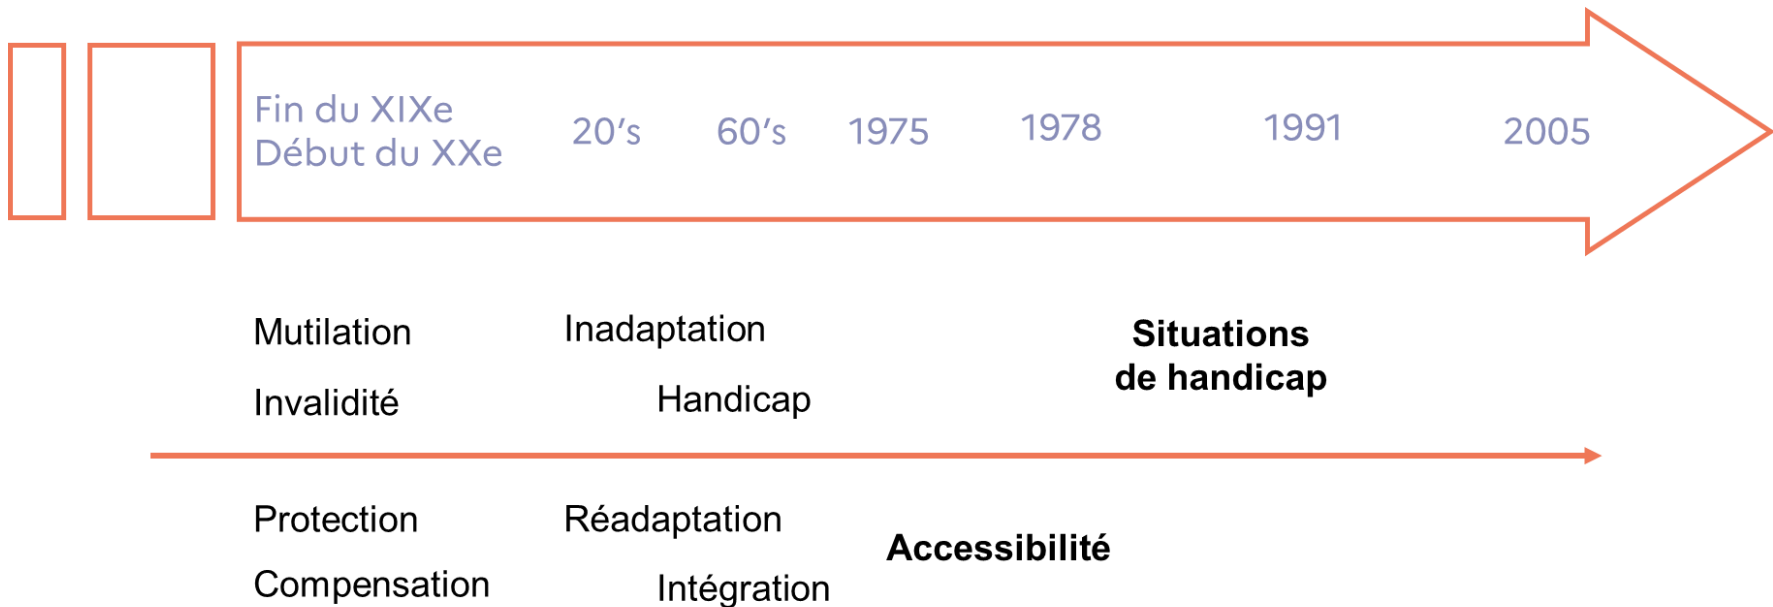 Fin du XIXe
Début du XXe
20's
60's
1975
1978
1991
2005
Mutilation
Inadaptation
Situations
de handicap
Invalidité
Handicap
Protection
Réadaptation
Accessibilité
Compensation
Intégration